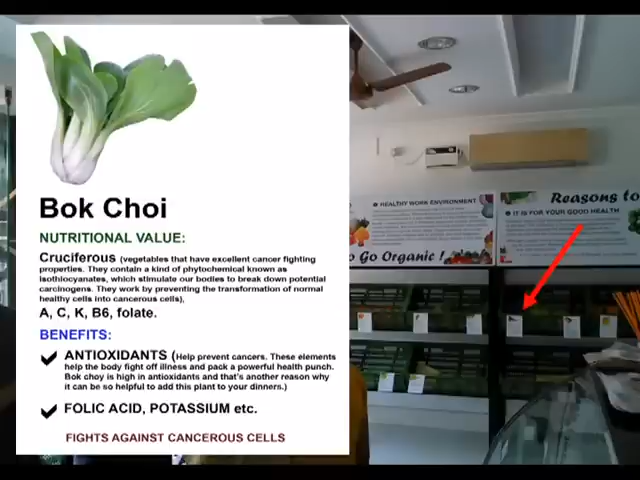 Bok Choi
NUTRITIONAL VALUE:
Cruciferous (vegetables that have excellent cancer fighting
properties. They contain a kind of phytochemical known as
isothiocyanates, which stimulate our bodies to break down potential
carcinogens. They work by preventing the transformation of normal
healthy cells into cancerous cells),
A, C, K, B6, folate.
BENEFITS:
ANTIOXIDANTS (Help prevent cancers. These elements
help the body fight off illness and pack a powerful health punch.
Bok choy is high in antioxidants and that's another reason why
it can be so helpful to add this plant to your dinners.)
FOLIC ACID, POTASSIUM etc.
FIGHTS AGAINST CANCEROUS CELLS
HEALTHY WORK ENVIRONMENT
o Go Organic !
Reasons to
IT IS FOR YOUR GOOD HEALTH